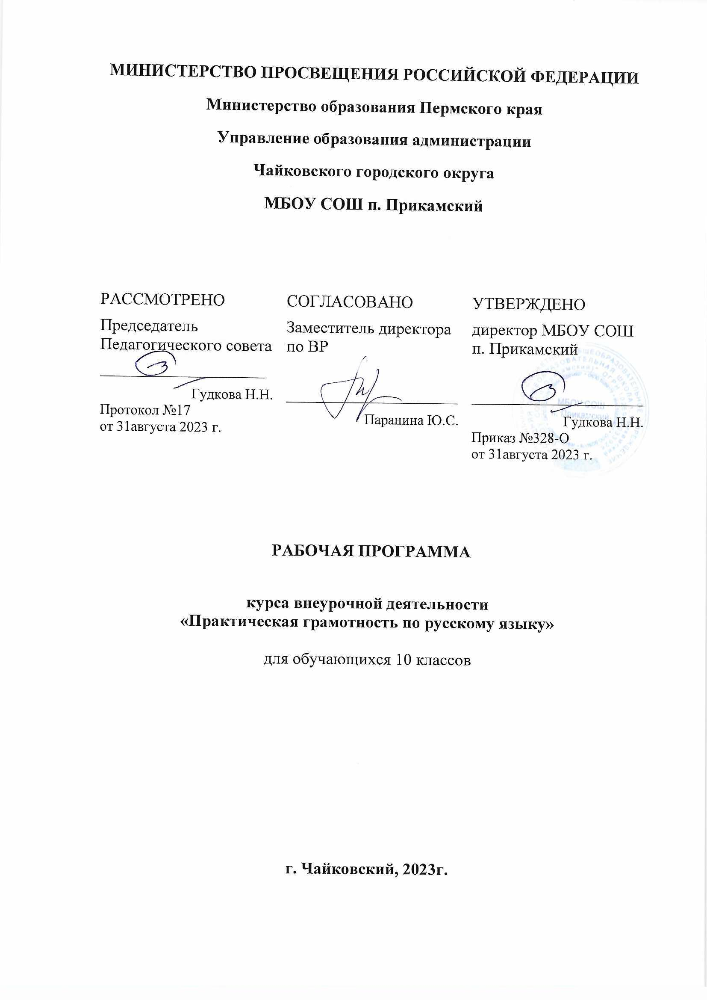 МИНИСТЕРСТВО ПРОСВЕЩЕНИЯ РОССИЙСКОЙ ФЕДЕРАЦИИ
Министерство образования Пермского края
Управление образования администрации
Чайковского городского округа
МБОУ СОШ п. Прикамский
РАССМОТРЕНО
Председатель
Педагогического совета
Гудкова Н.Н.
Протокол №17
от 31августа 2023 г.
СОГЛАСОВАНО
Заместитель директора
по ВР
Паранина Ю.С.
УТВЕРЖДЕНО
директор МБОУ СОШ
п. Прикамский
МБОУ СОШ
п. Прикамский
Гудкова Н.Н.
Приказ №328-О
от 31августа 2023 г.
РАБОЧАЯ ПРОГРАММА
курса внеурочной деятельности
«Практическая грамотность по русскому языку»
для обучающихся 10 классов
г. Чайковский, 2023г.